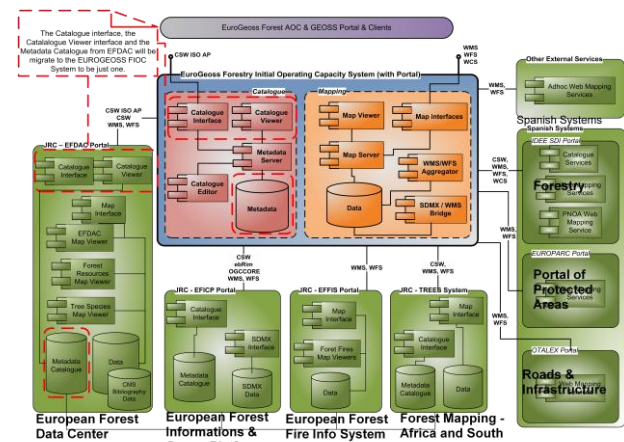 EuroGeoss Forest AOC & GEOSS Portal & Clients
The Catalogue interface, the
Catalalogue Viewer interface and the
Metadata Catalogue from EFDAC will be
migrate to the EUROGEOSS FIOC
System to be just one.
CSW ISO AP
WMS
WFS
WCS
EuroGeoss Forestry Initial Operating Capacity System (with Portal)
Catalogue
Catalogue
Interface
Catalogue
Viewer
Metadata
Server
Catalogue
Editor
Metadata
Mapping
Map Viewer
Map interfaces
Map Server
WMS/WFS
Aggregator
Data
SDMX / WMS
Bridge
WMS,
WFS
Other External Services
Adhoc Web Mapping
Services
Spanish Systems
Spanish Systems
CSW,
WMS,
WFS,
WCS
IDEE SDI Portal
Catalogue
Services
Forestry
Mapping
Services
PNOA Web
Mapping
Service
WMS,
WFS
EUROPARC Portal
Portal of
Protected
Areas
Services
WMS,
WFS
OTALEX Portal
Roads &
Infrastructure
Web Mapping
CSW ISO AP
CSW
WMS, WFS
JRC – EFDAC Portal
Catalogue
Interface
Catalogue
Viewer
Map
Interface
EFDAC
Map Viewer
Forest
Resources
Map Viewer
Tree Species
Map Viewer
Metadata
Catalogue
Data
CMS
Bibliography
Data
European Forest
Data Center
CSW
ebRim
OGCCORE
WMS, WFS
JRC - EFICP Portal
Catalogue
Interface
SDMX
Interface
Metadata
Catalogue
SDMX
Data
European Forest
Informations &
WMS, WFS
JRC - EFFIS Portal
Map
Interface
Foret Fires
Map Viewers
Data
European Forest
Fire Info System
CSW,
WMS, WFS
JRC - TREES System
Map
Interface
Catalogue
Interface
Metadata
Catalogue
Data
Forest Mapping -
Africa and South